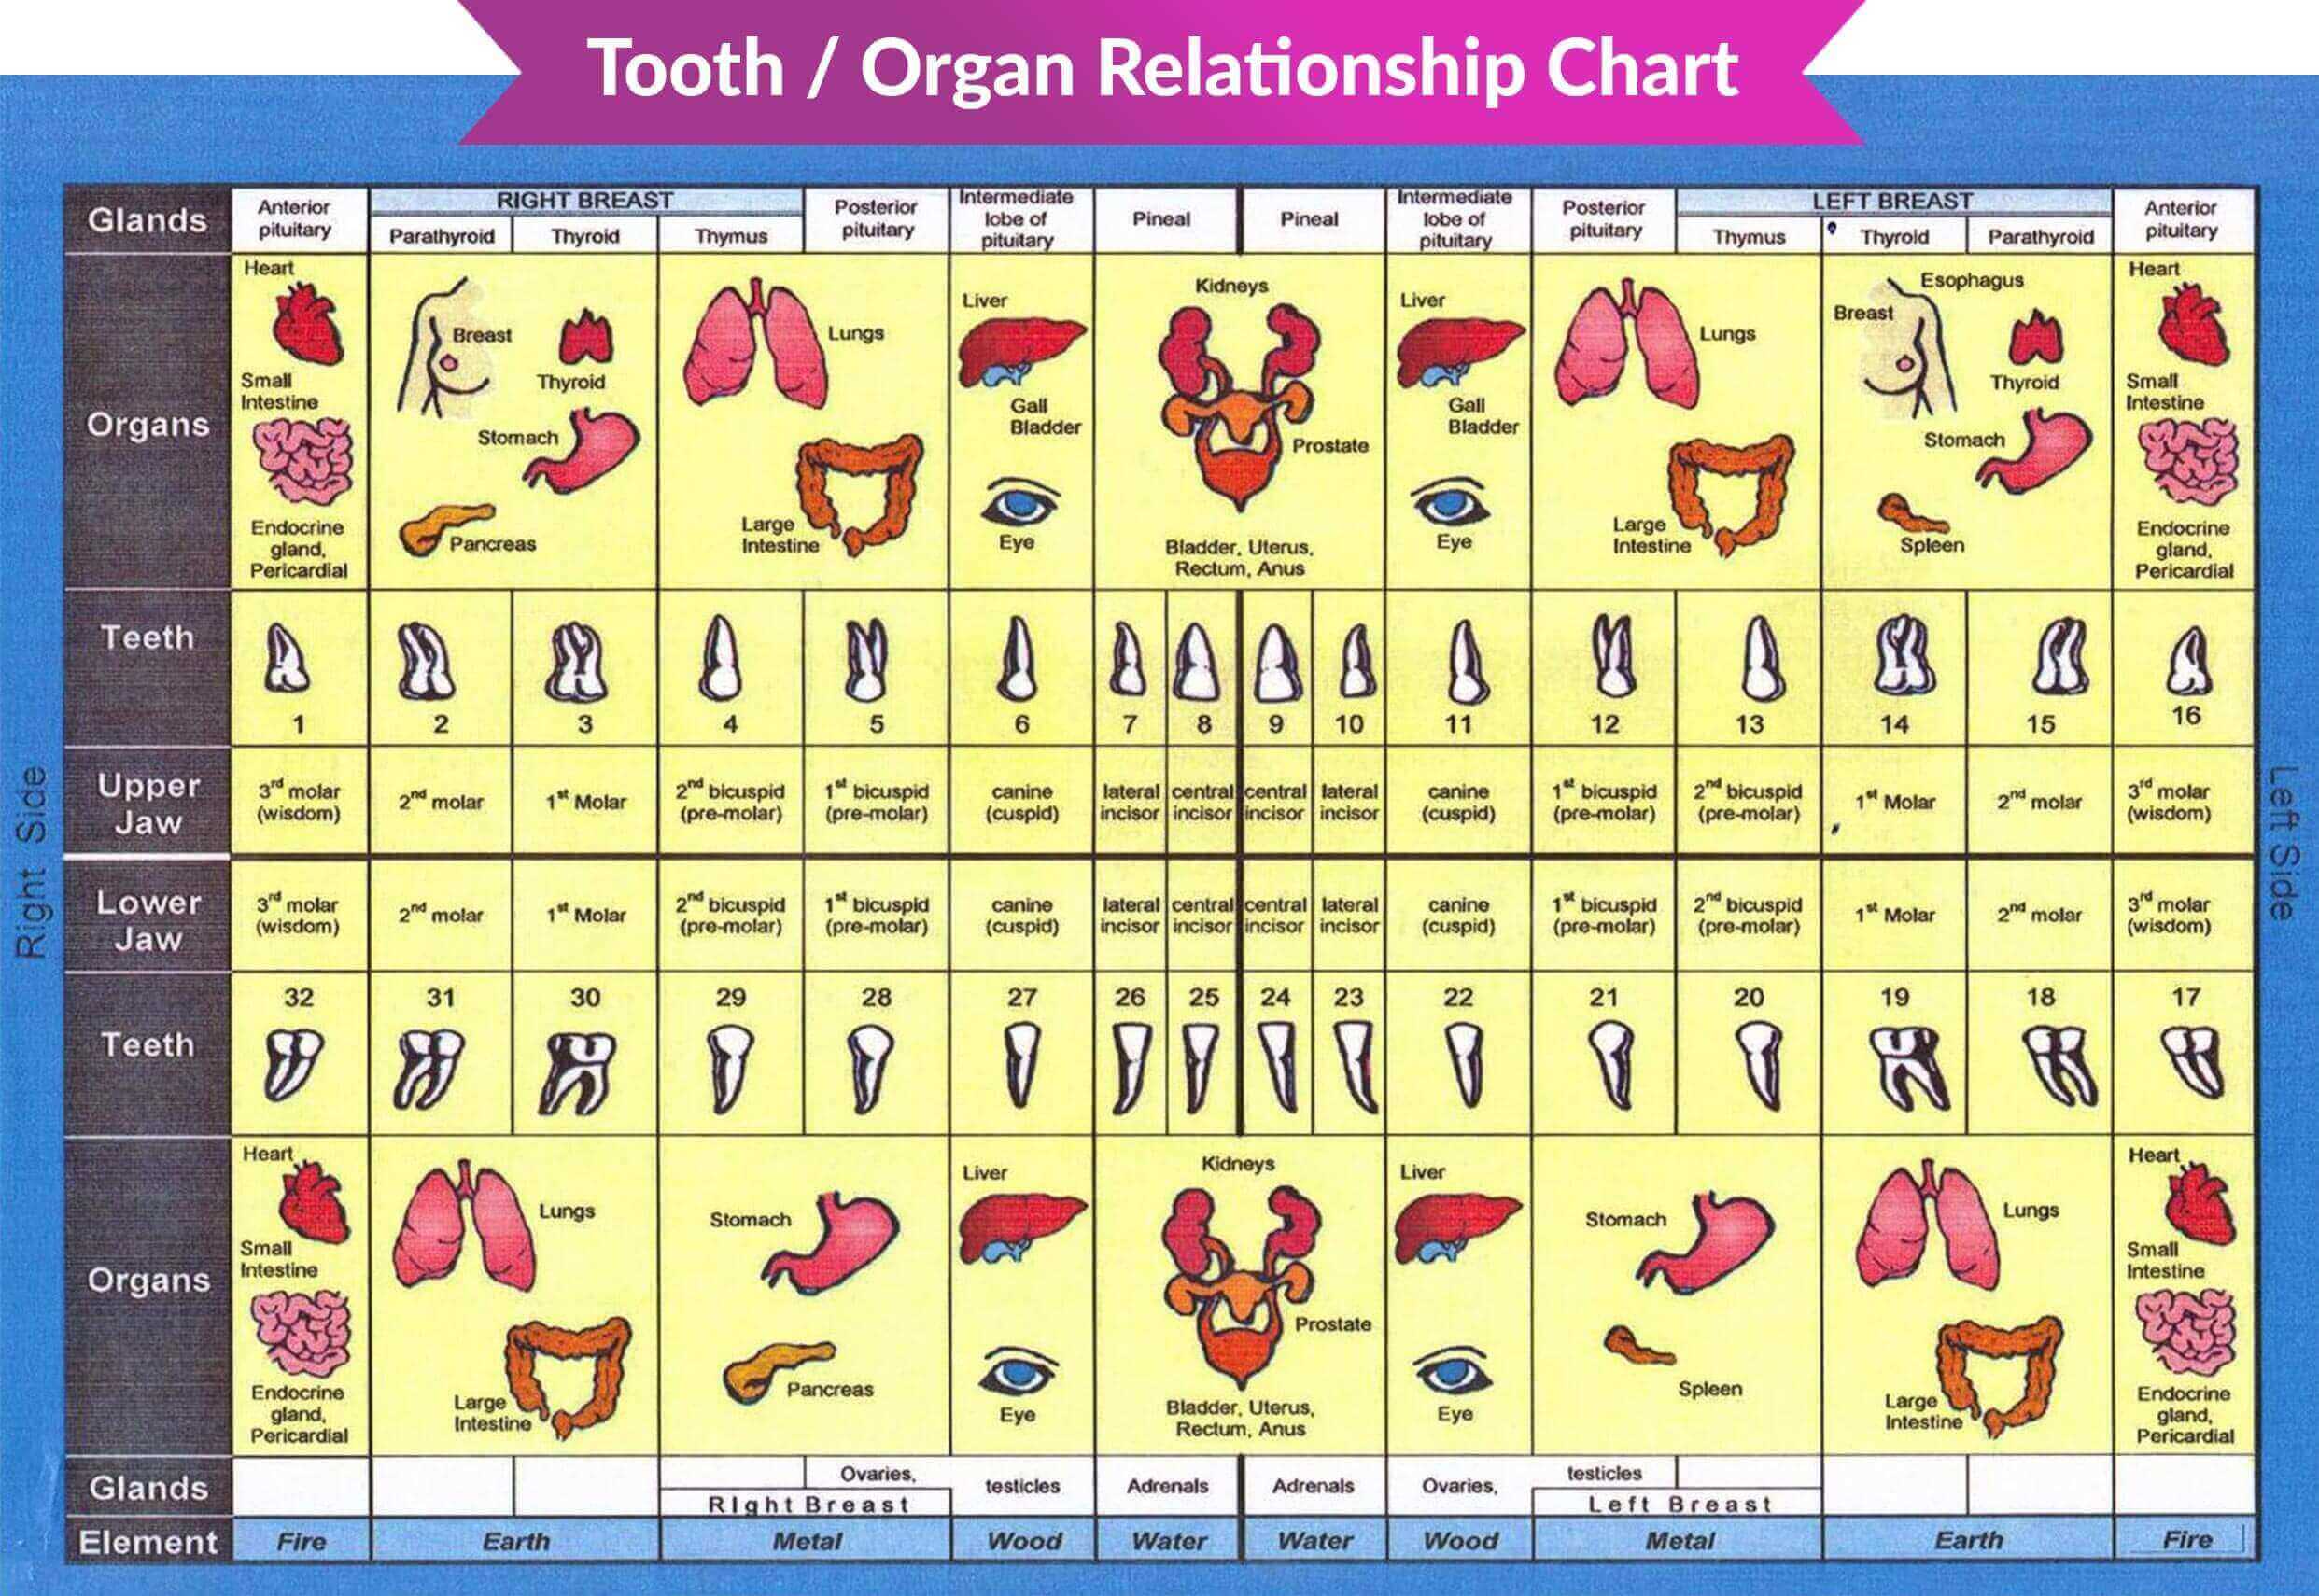 Tooth / Organ Relationship Chart
Right Side
Left Side
Glands
Anterior
pituitary
RIGHT BREAST
Parathyroid
Thyroid
Thymus
Posterior
pituitary
Intermediate
lobe of
pituitary
Pineal
Pineal
Intermediate
lobe of
pituitary
Posterior
pituitary
LEFT BREAST
Thymus
Thyroid
Parathyroid
Anterior
pituitary
Organs
Heart
Small
Intestine
Endocrine
gland,
Pericardial
Breast
Thyroid
Stomach
Pancreas
Lungs
Large
Intestine
Liver
Gall
Bladder
Eye
Kidneys
Prostate
Bladder, Uterus,
Rectum, Anus
Liver
Gall
Bladder
Eye
Lungs
Large
Intestine
Esophagus
Breast
Thyroid
Stomach
Spleen
Heart
Small
Intestine
Endocrine
gland,
Pericardial
Teeth
1 2 3 4 5 6 7 8 9 10 11 12 13 14 15 16
Upper
Jaw
3rd molar
(wisdom)
2nd molar
1st Molar
2nd bicuspid
(pre-molar)
1st bicuspid
(pre-molar)
canine
(cuspid)
lateral
incisor
central
incisor
central
incisor
lateral
incisor
canine
(cuspid)
1st bicuspid
(pre-molar)
2nd bicuspid
(pre-molar)
1st Molar
2nd molar
3rd molar
(wisdom)
Lower
Jaw
3rd molar
(wisdom)
2nd molar
1st Molar
2nd bicuspid
(pre-molar)
1st bicuspid
(pre-molar)
canine
(cuspid)
lateral
incisor
central
incisor
central
incisor
lateral
incisor
canine
(cuspid)
1st bicuspid
(pre-molar)
2nd bicuspid
(pre-molar)
1st Molar
2nd molar
3rd molar
(wisdom)
Teeth
32 31 30 29 28 27 26 25 24 23 22 21 20 19 18 17
Organs
Heart
Small
Intestine
Endocrine
gland,
Pericardial
Lungs
Large
Intestine
Stomach
Pancreas
Liver
Eye
Kidneys
Prostate
Bladder, Uterus,
Rectum, Anus
Liver
Eye
Stomach
Spleen
Lungs
Large
Intestine
Heart
Small
Intestine
Endocrine
gland,
Pericardial
Glands
Ovaries,
Right Breast
testicles
Adrenals
Adrenals
Ovaries,
testicles
Left Breast
Element
Fire
Earth
Metal
Wood
Water
Water
Wood
Metal
Earth
Fire